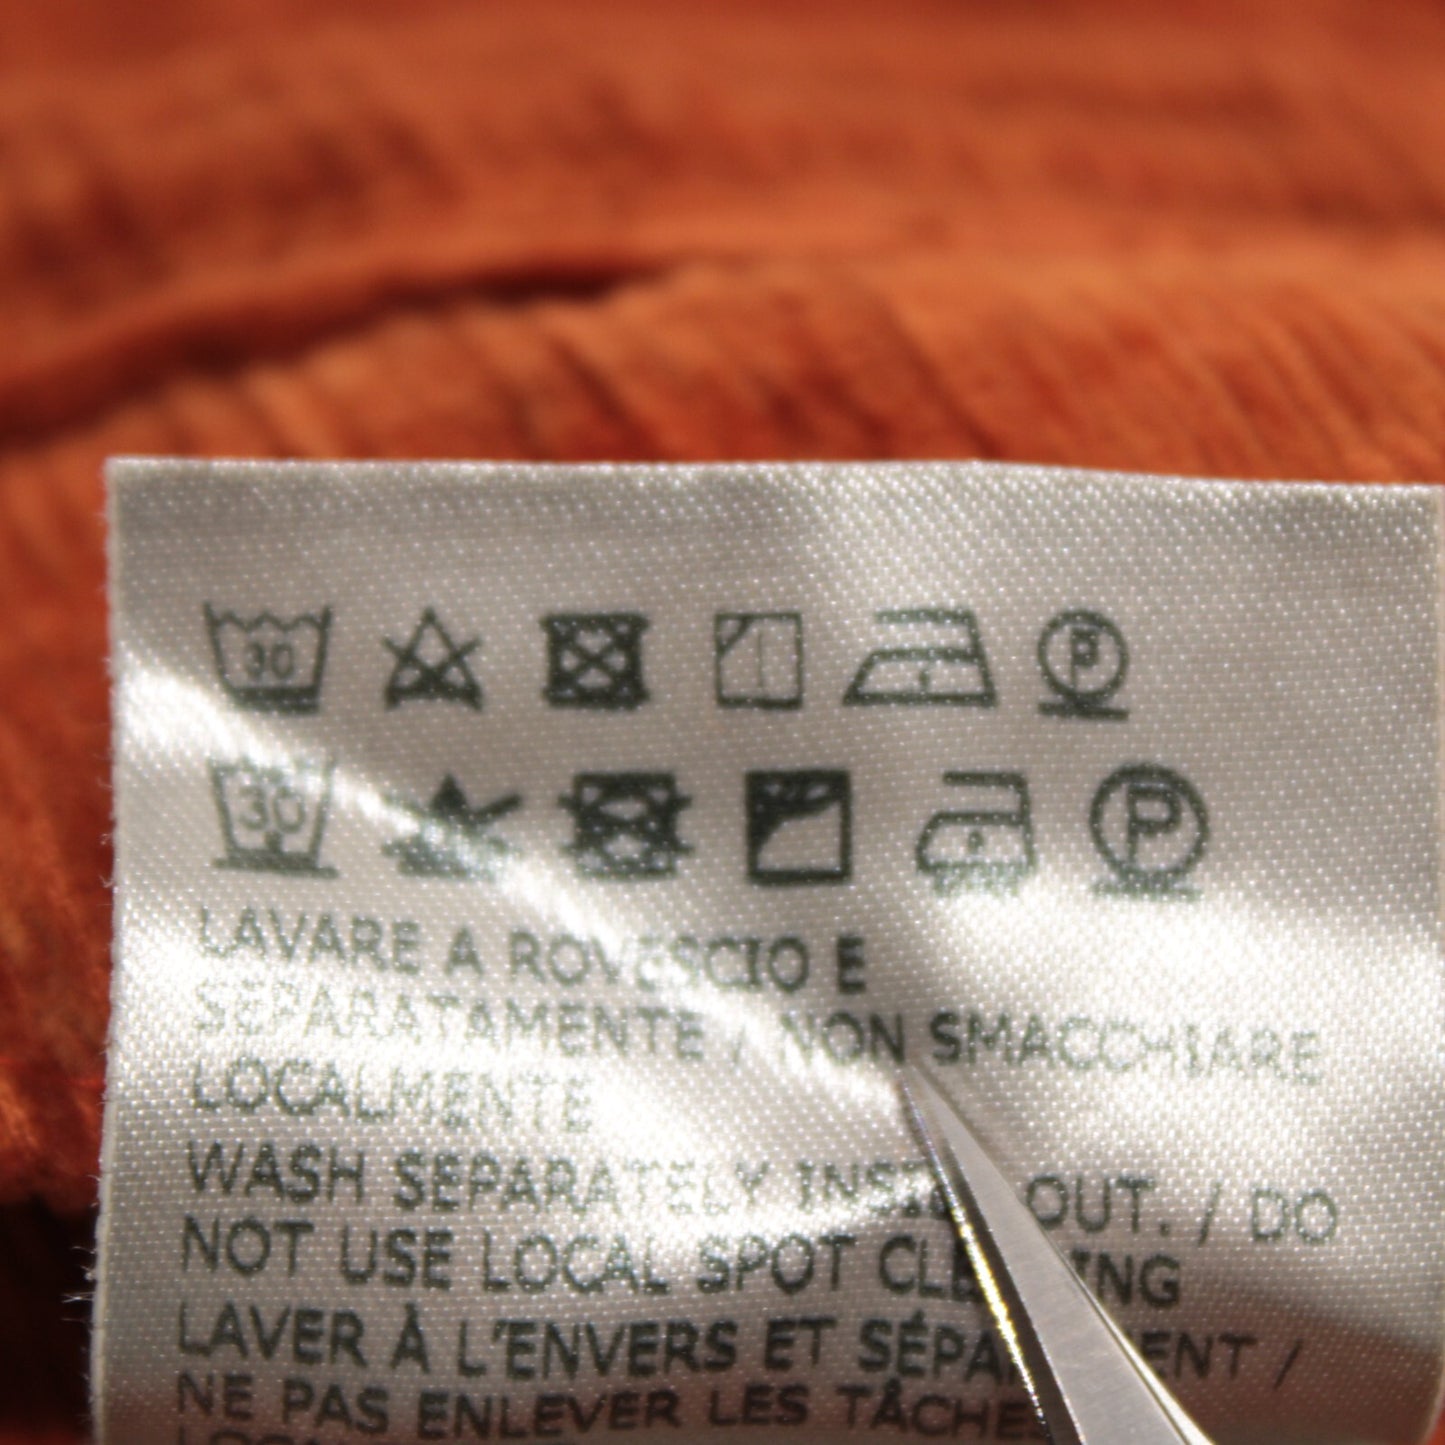 30 P
30 P
LAVARE A ROVESCIO E
SEPARATAMENTE / NON SMACCHIARE
LOCALMENTE
WASH SEPARATELY INSIDE OUT. / DO
NOT USE LOCAL SPOT CLEANING
LAVER À L'ENVERS ET SÉPARÉMENT /
NE PAS ENLEVER LES TÂCHES